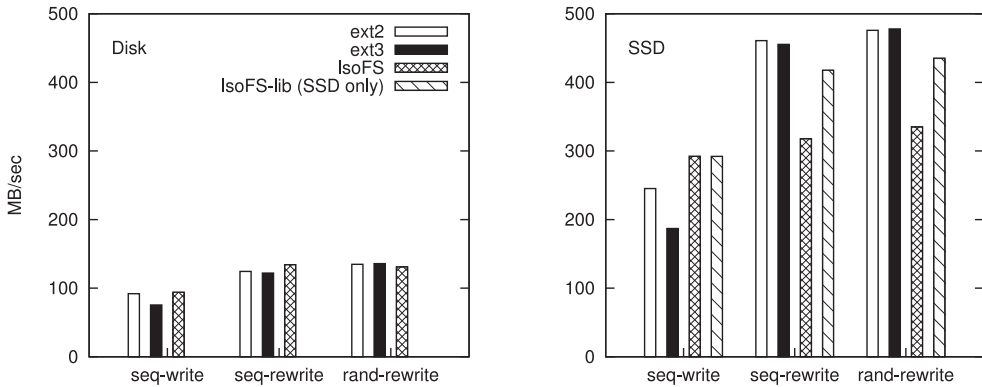 MB/sec
500
400
300
200
100
0
Disk
ext2
ext3
IsoFS
IsoFS-lib (SSD only)
seq-write seq-rewrite rand-rewrite
500
400
300
200
100
0
SSD
seq-write seq-rewrite rand-rewrite